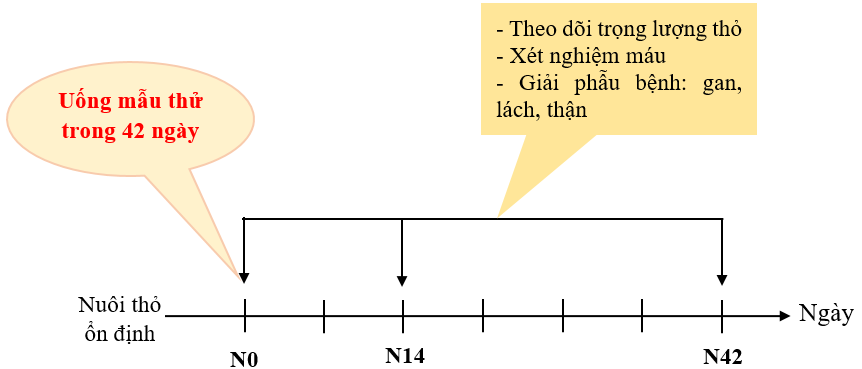 - Theo dõi trọng lượng thỏ
- Xét nghiệm máu
- Giải phẫu bệnh: gan,
lách, thận
Uống mẫu thử
trong 42 ngày
Nuôi thỏ
ổn định
Ngày
N0
N14
N42